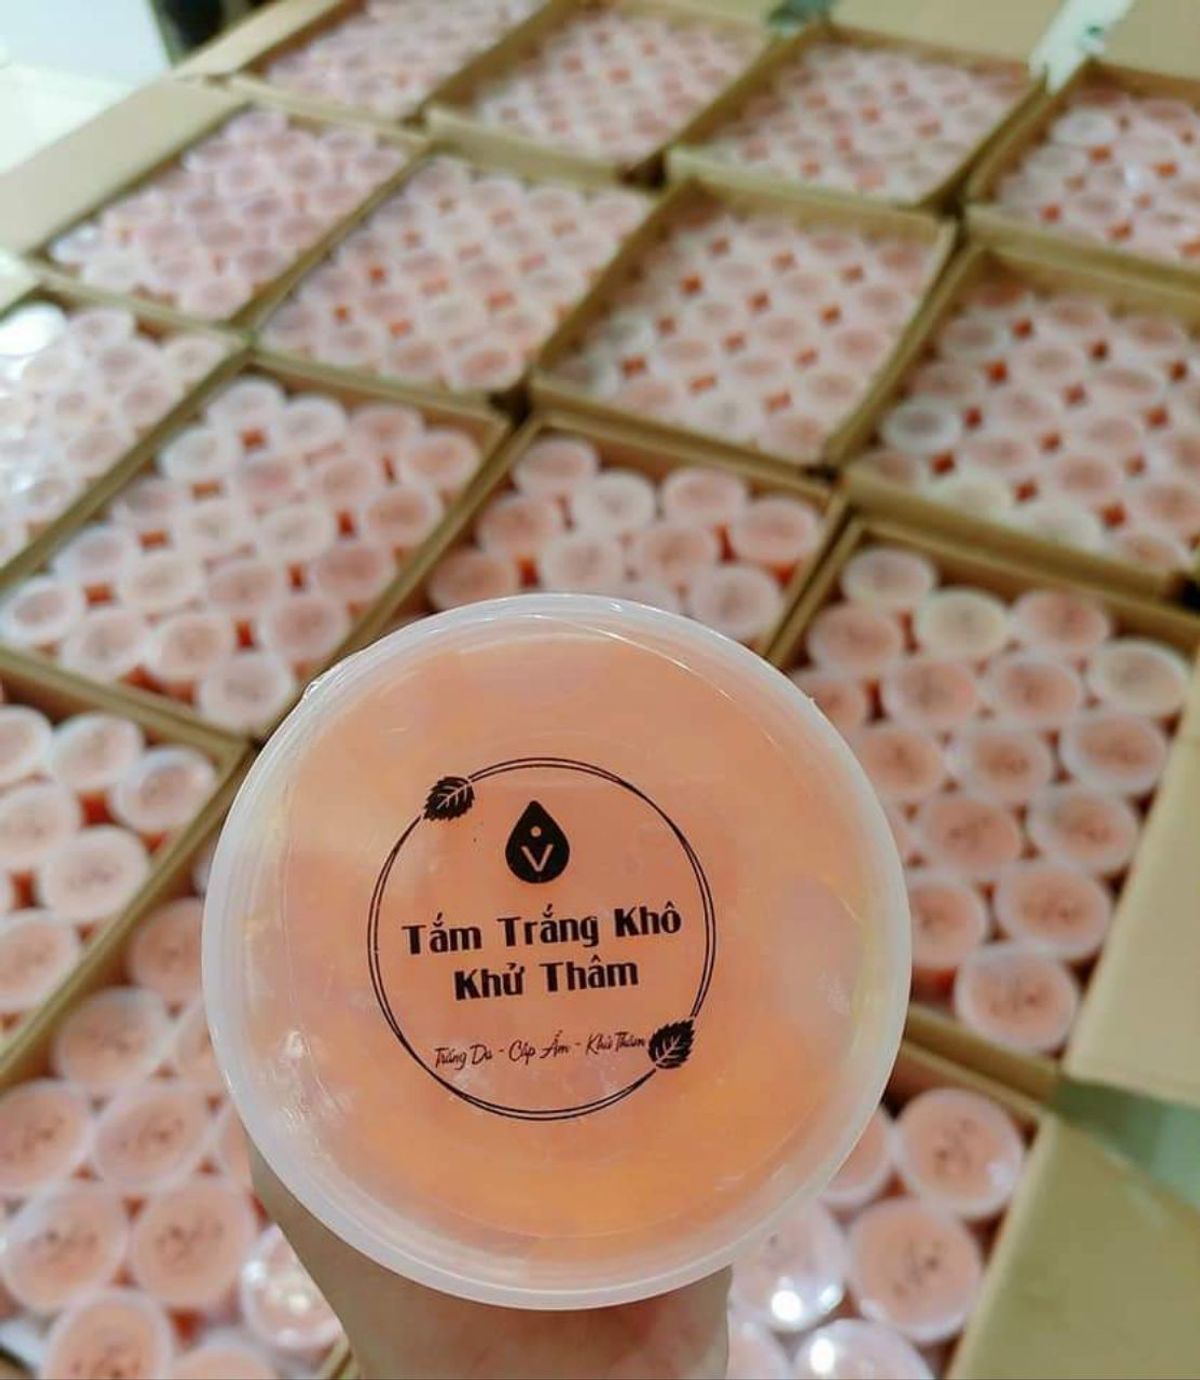 V
Tắm Trắng Khô
Khử Thâm
Trắng Da - Cấp Ẩm - Khử Thâm